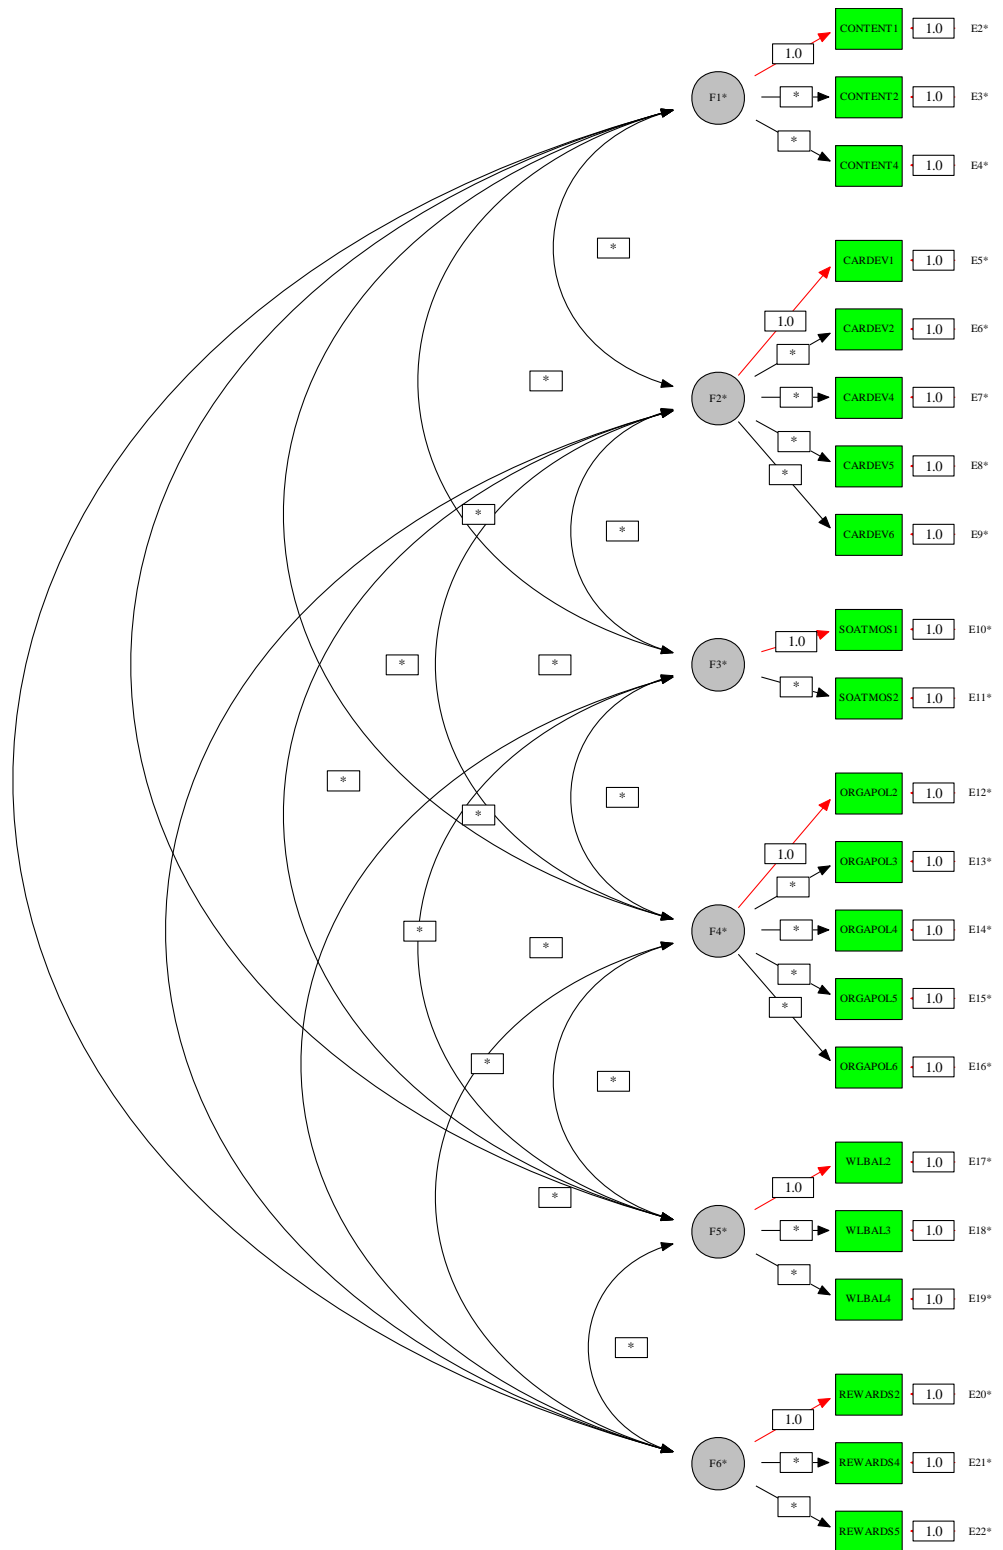 CONTENT1 1.0 E2*
1.0
F1* * CONTENT2 1.0 E3*
*
CONTENT4 1.0 E4*
*
CARDEV1 1.0 E5*
1.0
CARDEV2 1.0 E6*
*
*
F2* * CARDEV4 1.0 E7*
*
CARDEV5 1.0 E8*
*
*
*
CARDEV6 1.0 E9*
SOATMOS1 1.0 E10*
1.0
* * F3*
*
SOATMOS2 1.0 E11*
*
*
ORGAPOL2 1.0 E12*
*
1.0
ORGAPOL3 1.0 E13*
*
* F4* * ORGAPOL4 1.0 E14*
*
*
ORGAPOL5 1.0 E15*
*
*
ORGAPOL6 1.0 E16*
*
WLBAL2 1.0 E17*
1.0
*
F5* * WLBAL3 1.0 E18*
*
WLBAL4 1.0 E19*
*
REWARDS2 1.0 E20*
1.0
F6* * REWARDS4 1.0 E21*
*
REWARDS5 1.0 E22*